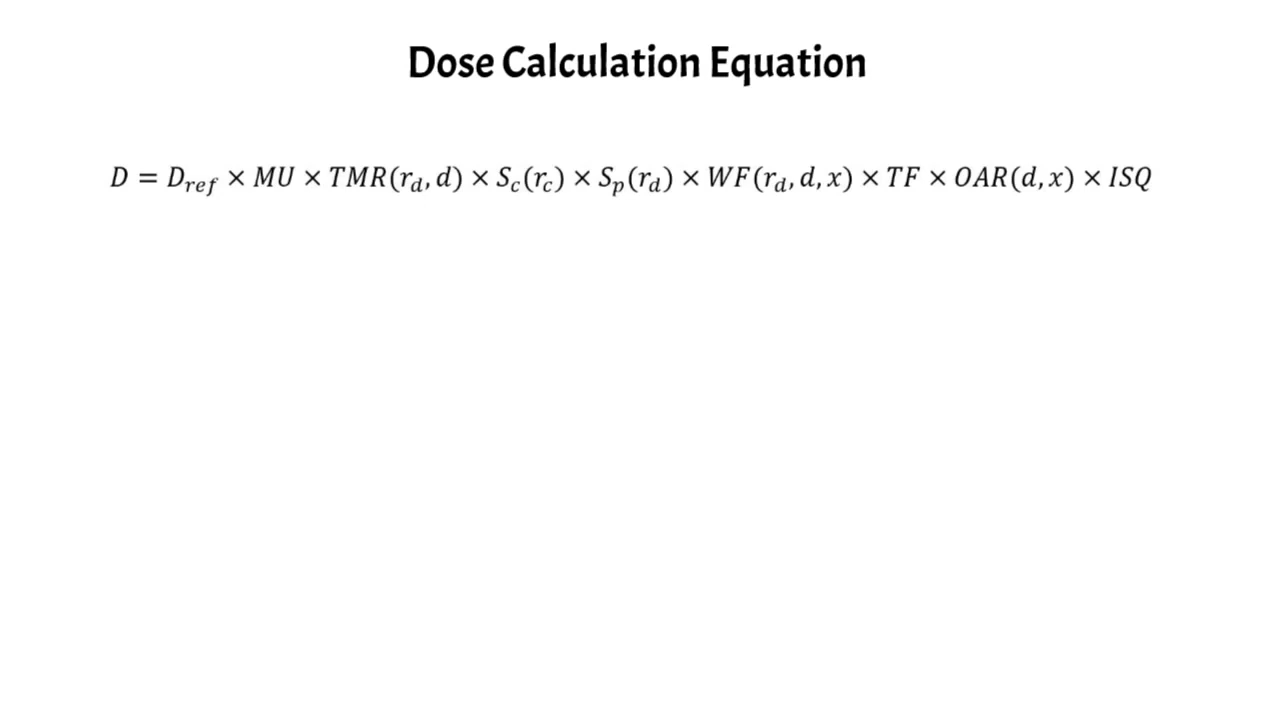 Dose Calculation Equation
D = D_ref × MU × TMR(r_d, d) × S_c(r_c) × S_p(r_d) × WF(r_d, d, x) × TF × OAR(d, x) × ISQ